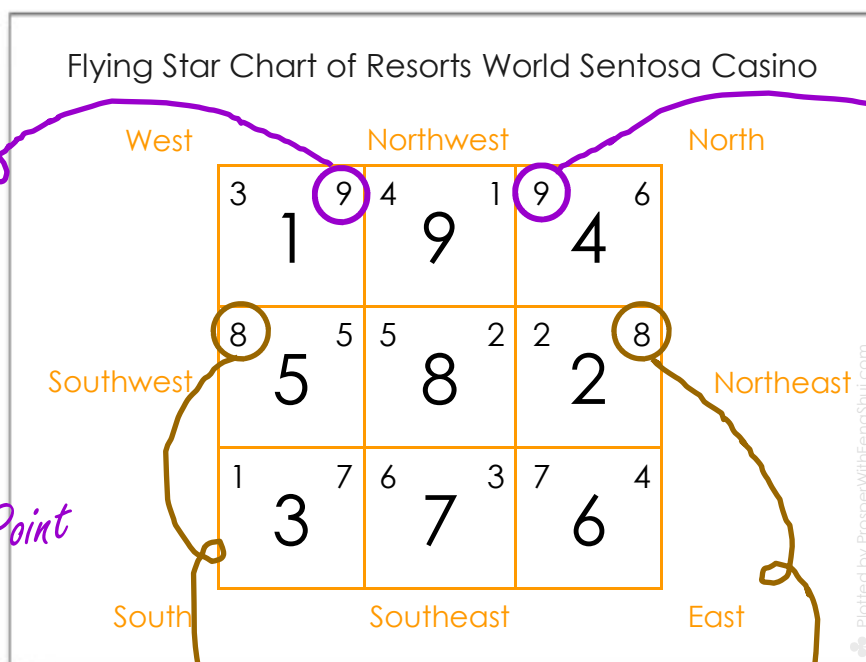 Flying Star Chart of Resorts World Sentosa Casino
West Northwest North
3 9 4 1 9 6
1 9 4
8 5 5 2 2 8
Southwest 5 8 2 Northeast
1 7 6 3 7 4
3 7 6
Point
South Southeast East
Plotted by ProsperWithFengShui.com